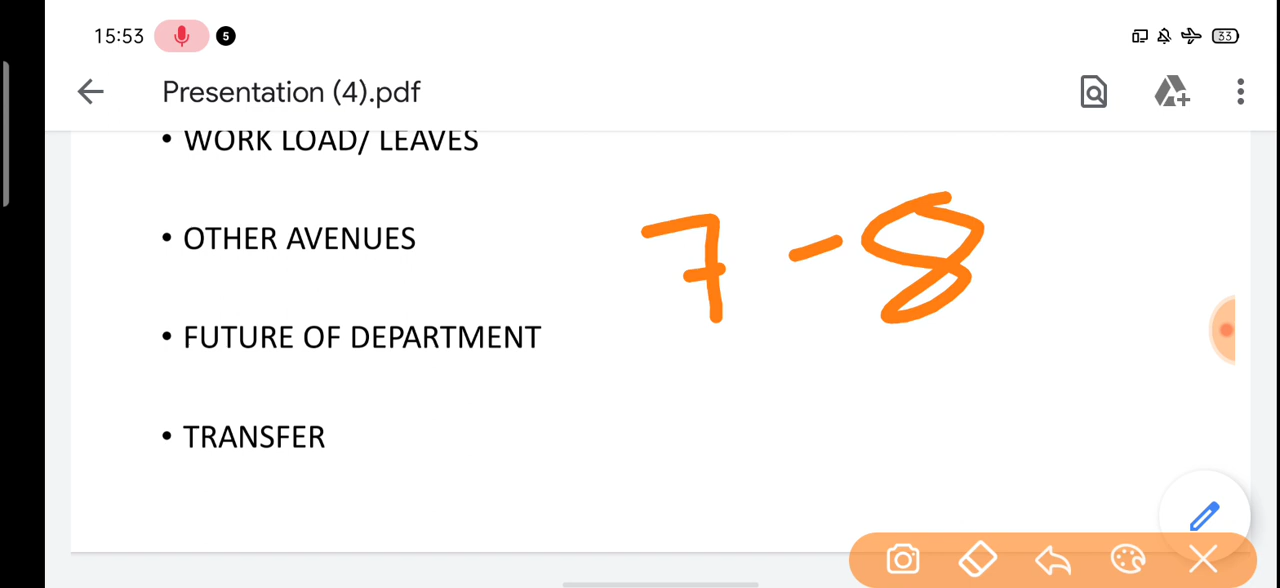 15:53 5 33
Presentation (4).pdf
• WORK LOAD/ LEAVES
• OTHER AVENUES
7 - 8
• FUTURE OF DEPARTMENT
• TRANSFER